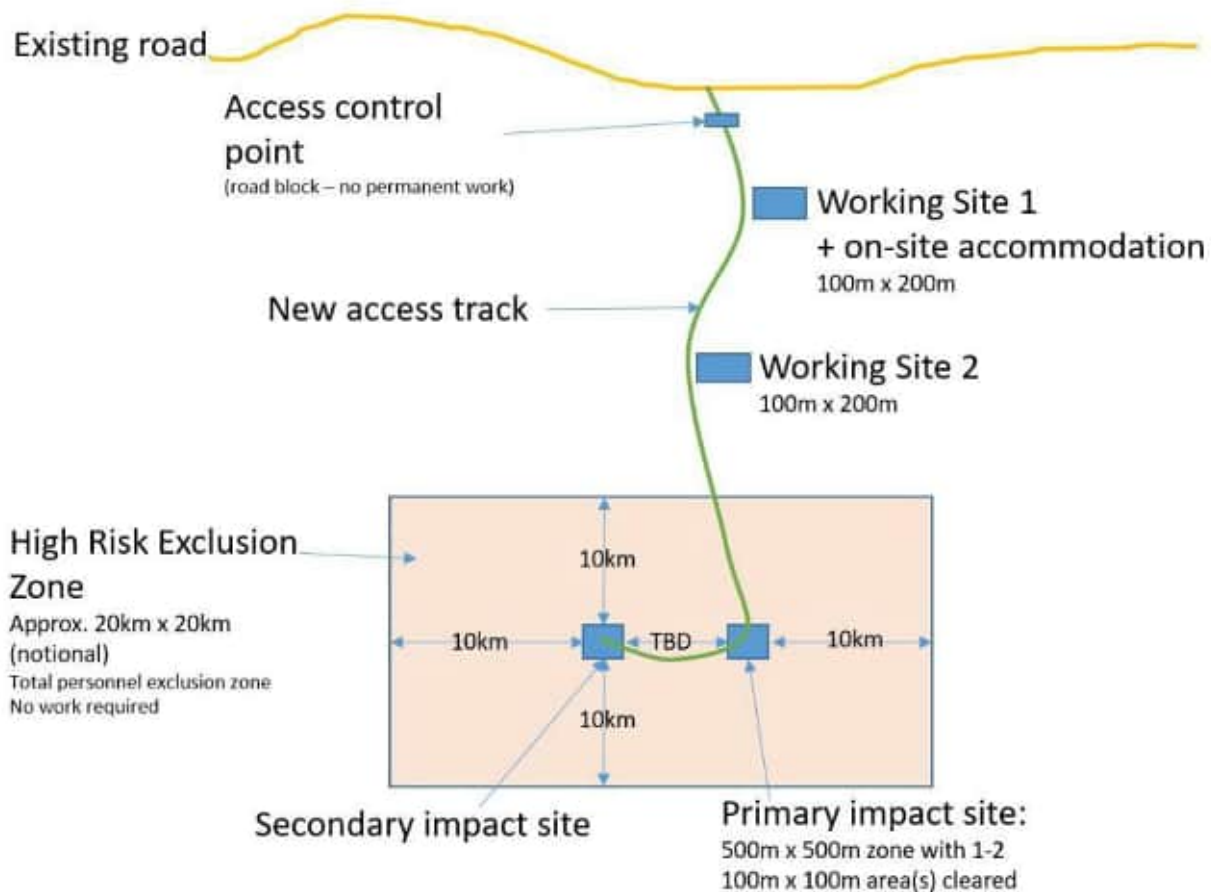 Existing road
Access control
point
(road block – no permanent work)
Working Site 1
+ on-site accommodation
100m x 200m
New access track
Working Site 2
100m x 200m
High Risk Exclusion
Zone
Approx. 20km x 20km
(notional)
Total personnel exclusion zone
No work required
10km
10km
TBD
10km
10km
Secondary impact site
Primary impact site:
500m x 500m zone with 1-2
100m x 100m area(s) cleared